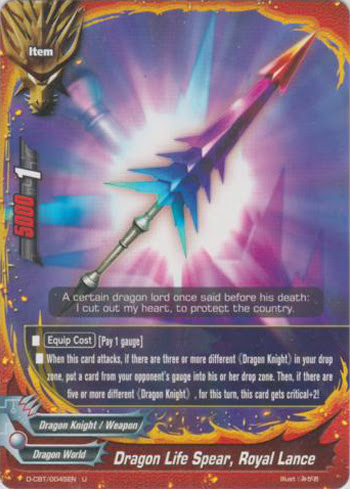 Item
5000
1
A certain dragon lord once said before his death:
I cut out my heart, to protect the country.
■ Equip Cost [Pay 1 gauge]
■ When this card attacks, if there are three or more different 《Dragon Knight》 in your drop
zone, put a card from your opponent's gauge into his or her drop zone. Then, if there are
five or more different 《Dragon Knight》, for this turn, this card gets critical+2!
Dragon Knight / Weapon
Dragon World
Dragon Life Spear, Royal Lance
D-CBT/0045EN U
Illust:みかお